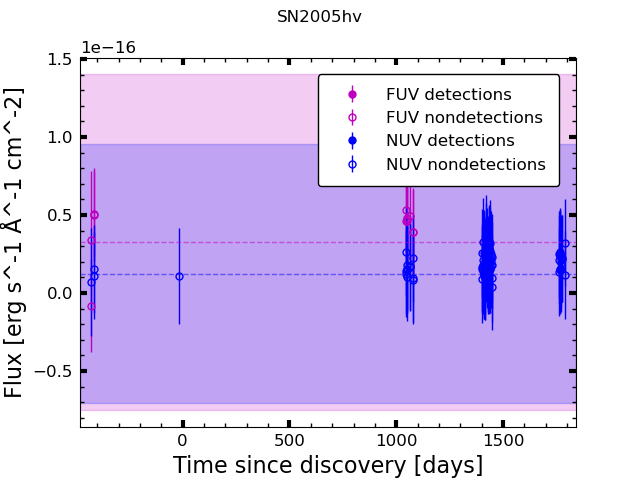 SN2005hv
1e−16
1.5
1.0
0.5
0.0
−0.5
FUV detections
FUV nondetections
NUV detections
NUV nondetections
Flux [erg s^-1 Å^-1 cm^-2]
0 500 1000 1500
Time since discovery [days]